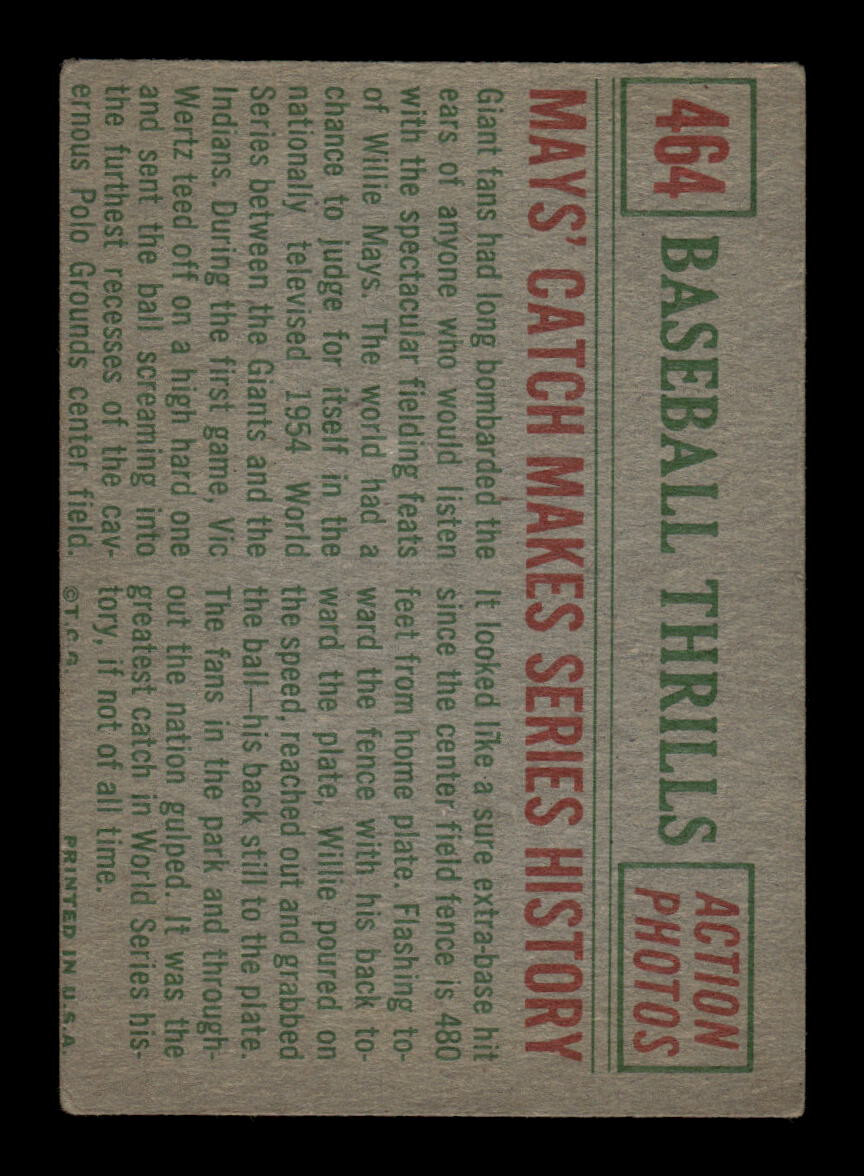 464
BASEBALL THRILLS
ACTION
PHOTOS
MAYS' CATCH MAKES SERIES HISTORY
Giant fans had long bombarded the
ears of anyone who would listen
with the spectacular fielding feats
of Willie Mays. The world had a
chance to judge for itself in the
nationally televised 1954 World
Series between the Giants and the
Indians. During the first game, Vic
Wertz teed off on a high hard one
and sent the ball screaming into
the furthest recesses of the cav-
ernous Polo Grounds center field.
It looked like a sure extra-base hit
since the center field fence is 480
feet from home plate. Flashing to-
ward the fence with his back to-
ward the plate, Willie poured on
the speed, reached out and grabbed
the ball—his back still to the plate.
The fans in the park and through-
out the nation gulped. It was the
greatest catch in World Series his-
tory, if not of all time.
©T.C.G.
PRINTED IN U.S.A.